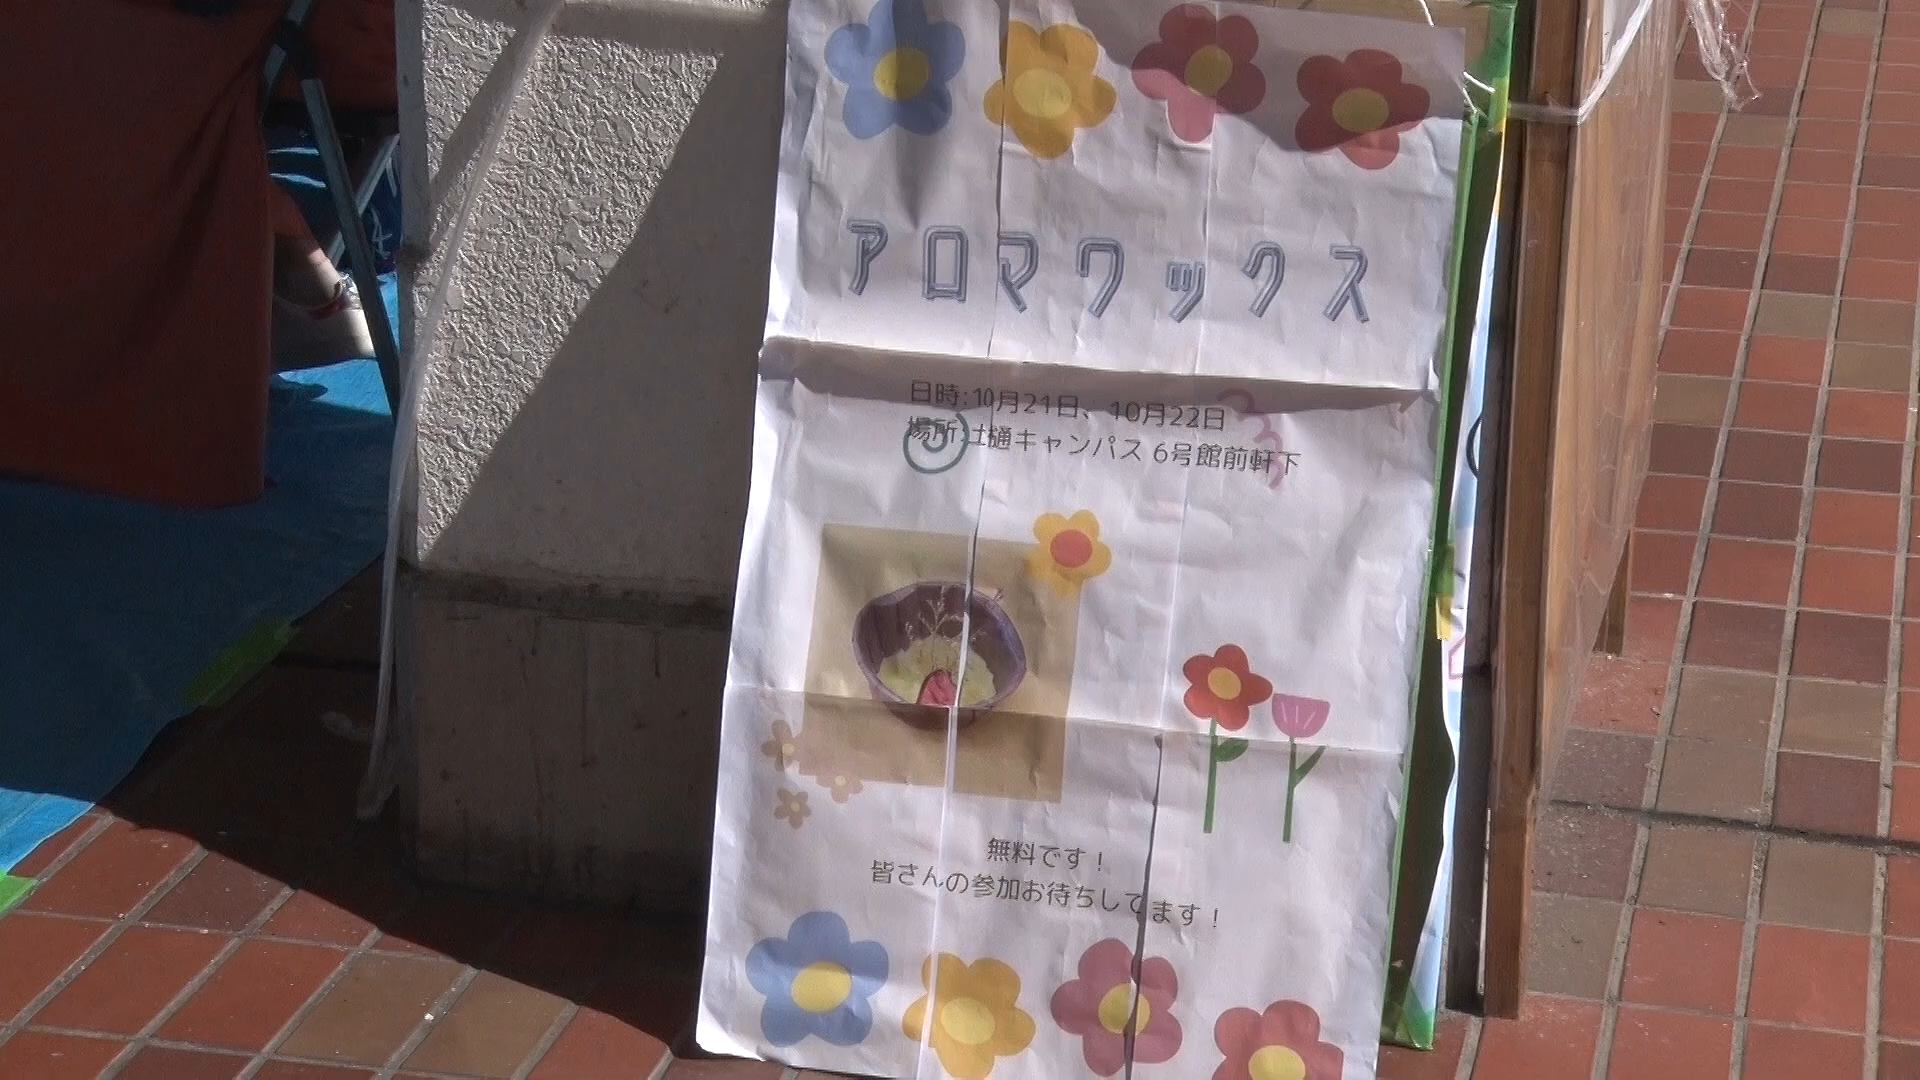 アロマワックス
日時:10月21日、10月22日
場所:土樋キャンパス 6号館前軒下
無料です！
皆さんの参加お待ちしてます！